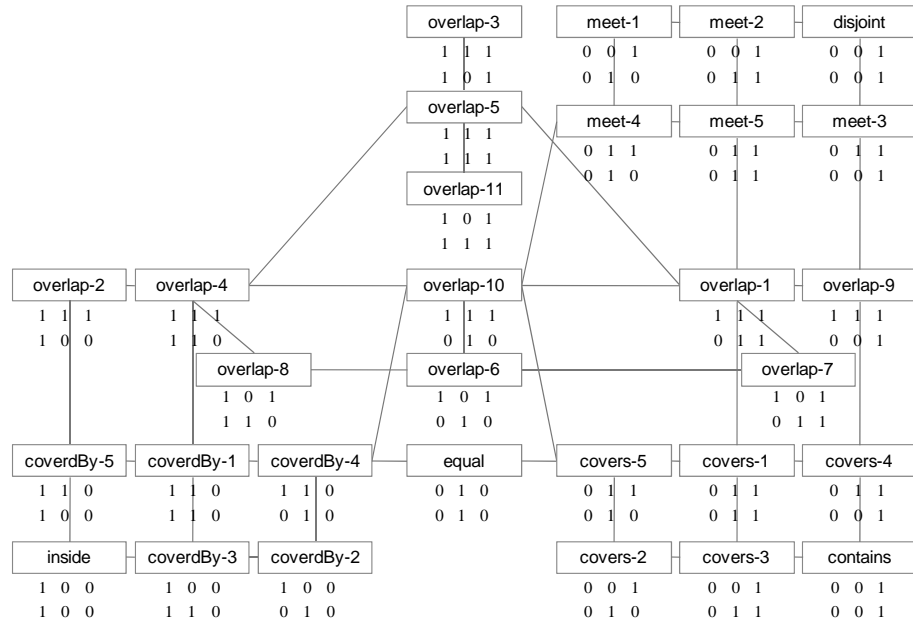 overlap-3 meet-1 meet-2 disjoint
1 1 1 0 0 1 0 0 1 0 0 1
1 0 1 0 1 0 0 1 1 0 0 1
overlap-5 meet-4 meet-5 meet-3
1 1 1 0 1 1 0 1 1 0 1 1
1 1 1 0 1 0 0 1 1 0 0 1
overlap-11
1 0 1
1 1 1
overlap-2 overlap-4 overlap-10 overlap-1 overlap-9
1 1 1 1 1 1 1 1 1 1 1 1 1 1 1
1 0 0 1 1 0 0 1 0 0 1 1 0 0 1
overlap-8 overlap-6 overlap-7
1 0 1 1 0 1 1 0 1
1 1 0 0 1 0 0 1 1
coverdBy-5 coverdBy-1 coverdBy-4 equal covers-5 covers-1 covers-4
1 1 0 1 1 0 1 1 0 0 1 0 0 1 1 0 1 1 0 1 1
1 0 0 1 1 0 0 1 0 0 1 0 0 1 0 0 1 1 0 0 1
inside coverdBy-3 coverdBy-2 covers-2 covers-3 contains
1 0 0 1 0 0 1 0 0 0 0 1 0 0 1 0 0 1
1 0 0 1 1 0 0 1 0 0 1 0 0 1 1 0 0 1